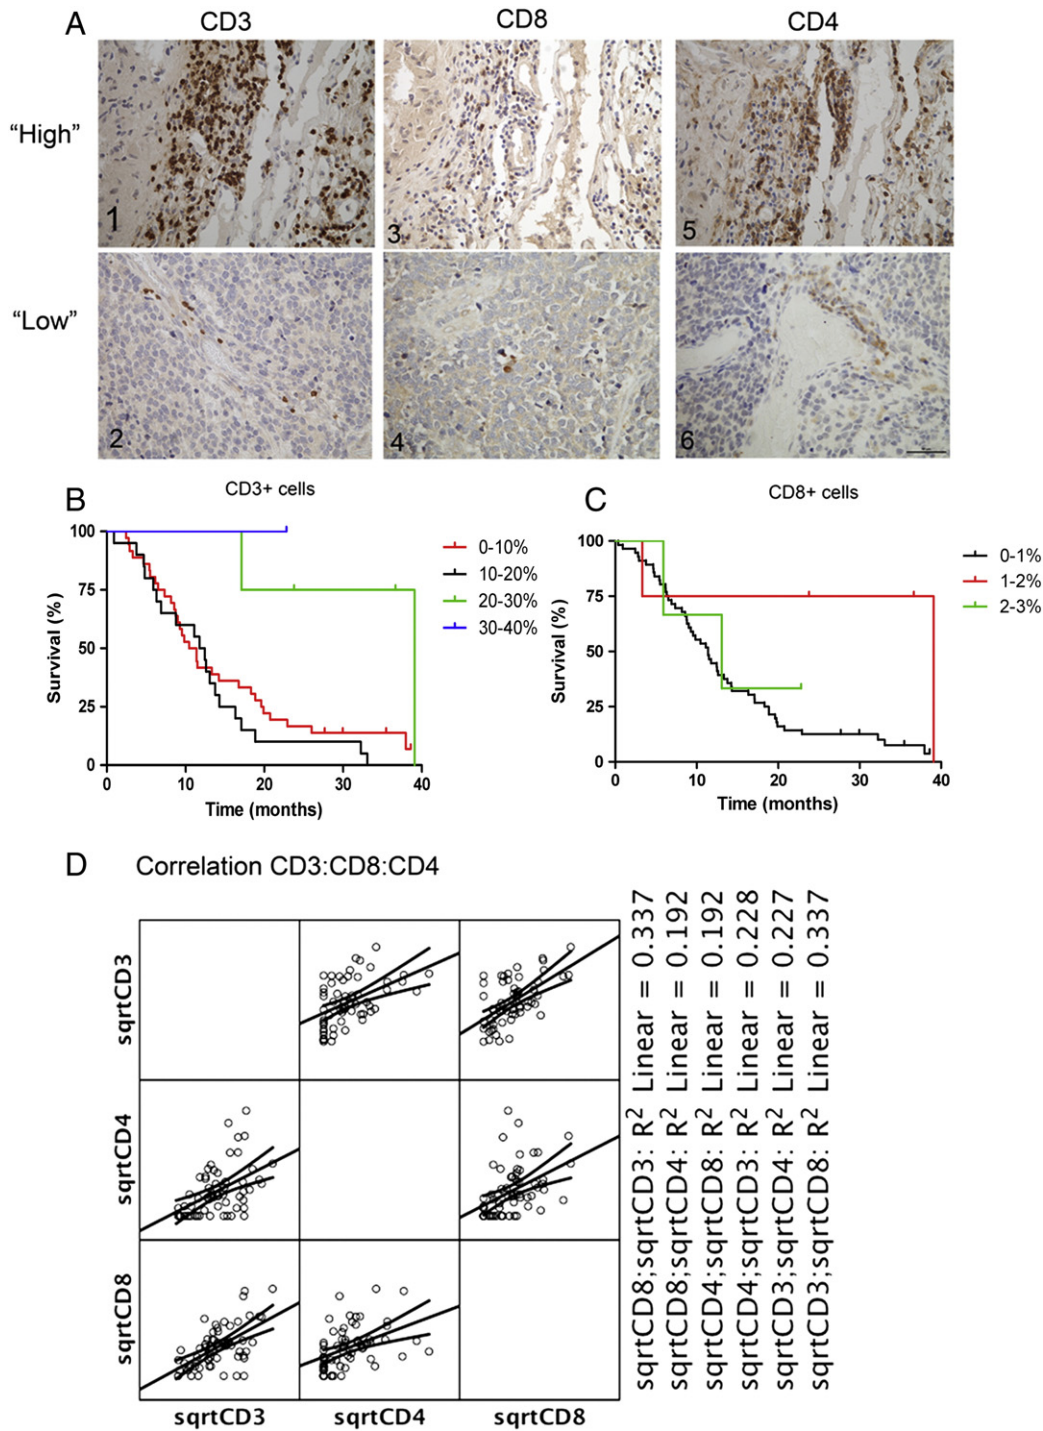 A
CD3
CD8
CD4
“High”
1
3
5
“Low”
2
4
6
B
CD3+ cells
100
75
50
25
0
Survival (%)
0
10
20
30
40
Time (months)
0-10%
10-20%
20-30%
30-40%
C
CD8+ cells
100
75
50
25
0
Survival (%)
0
10
20
30
40
Time (months)
0-1%
1-2%
2-3%
D
Correlation CD3:CD8:CD4
sqrtCD3
sqrtCD4
sqrtCD8
sqrtCD3
sqrtCD4
sqrtCD8
sqrtCD8;sqrtCD3: R² Linear = 0.337
sqrtCD8;sqrtCD4: R² Linear = 0.192
sqrtCD4;sqrtCD8: R² Linear = 0.192
sqrtCD4;sqrtCD3: R² Linear = 0.228
sqrtCD3;sqrtCD4: R² Linear = 0.227
sqrtCD3;sqrtCD8: R² Linear = 0.337